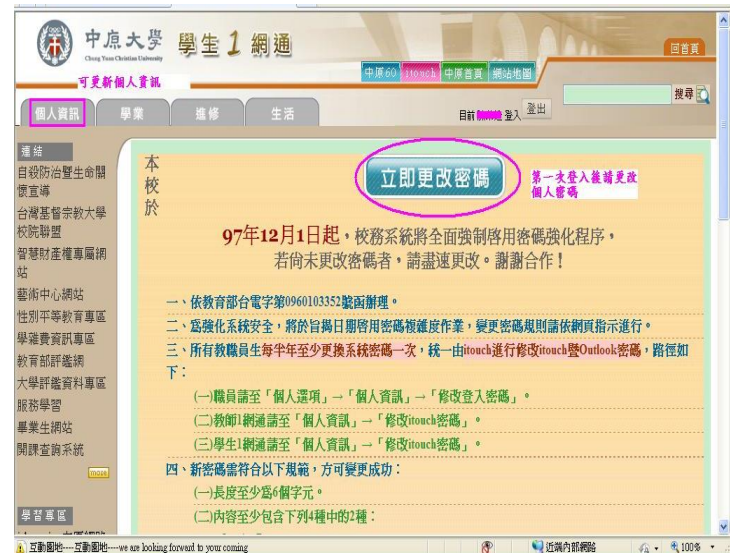 中原大學 學生1網通
Chung Yuan Christian University
回首頁
中原60 itouch 中原首頁 網站地圖
可更新個人資訊
搜尋
個人資訊 學業 進修 生活
目前 登入 登出
連結
自殺防治暨生命關
懷宣導
台灣基督宗教大學
校院聯盟
智慧財產權專屬網
站
藝術中心網站
性別平等教育專區
學雜費資訊專區
教育部評鑑網
大學評鑑資料專區
服務學習
畢業生網站
開課查詢系統
more
學習專區
本
校
於
立即更改密碼
第一次登入後請更改
個人密碼
97年12月1日起,校務系統將全面強制啓用密碼強化程序,
若尚未更改密碼者,請盡速更改。謝謝合作!
一、依教育部台電字第0960103352號函辦理。
二、爲強化系統安全,將於旨揭日期啓用密碼複雜度作業,變更密碼規則請依網頁指示進行。
三、所有教職員生每半年至少更換系統密碼一次,統一由itouch進行修改itouch暨Outlook密碼,路徑如
下:
(一)職員請至「個人選項」→「個人資訊」→「修改登入密碼」。
(二)教師1網通請至「個人資訊」→「修改itouch密碼」。
(三)學生1網通請至「個人資訊」→「修改itouch密碼」。
四、新密碼需符合以下規範,方可變更成功:
(一)長度至少爲6個字元。
(二)內容至少包含下列4種中的2種:
互動園地----互動園地----we are looking forward to your coming
近端內部網路
100%